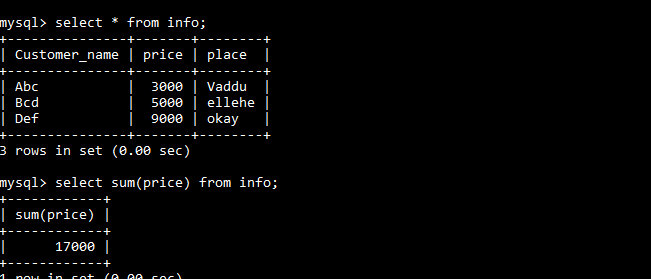 mysql> select * from info;
+---------------+-------+--------+
| Customer_name | price | place  |
+---------------+-------+--------+
| Abc           |  3000 | Vaddu  |
| Bcd           |  5000 | ellehe |
| Def           |  9000 | okay   |
+---------------+-------+--------+
3 rows in set (0.00 sec)
mysql> select sum(price) from info;
+------------+
| sum(price) |
+------------+
|      17000 |
+------------+
1 row in set (0.00 sec)